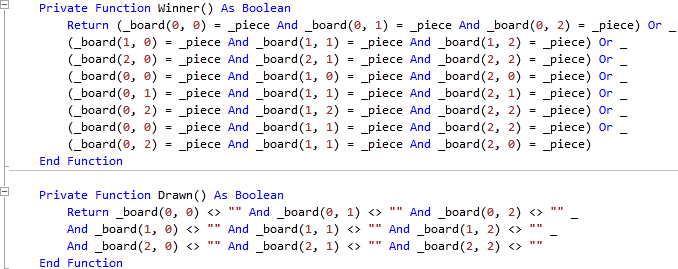 Private Function Winner() As Boolean
Return (_board(0, 0) = _piece And _board(0, 1) = _piece And _board(0, 2) = _piece) Or _
(_board(1, 0) = _piece And _board(1, 1) = _piece And _board(1, 2) = _piece) Or _
(_board(2, 0) = _piece And _board(2, 1) = _piece And _board(2, 2) = _piece) Or _
(_board(0, 0) = _piece And _board(1, 0) = _piece And _board(2, 0) = _piece) Or _
(_board(0, 1) = _piece And _board(1, 1) = _piece And _board(2, 1) = _piece) Or _
(_board(0, 2) = _piece And _board(1, 2) = _piece And _board(2, 2) = _piece) Or _
(_board(0, 0) = _piece And _board(1, 1) = _piece And _board(2, 2) = _piece) Or _
(_board(0, 2) = _piece And _board(1, 1) = _piece And _board(2, 0) = _piece)
End Function
Private Function Drawn() As Boolean
Return _board(0, 0) <> "" And _board(0, 1) <> "" And _board(0, 2) <> "" _
And _board(1, 0) <> "" And _board(1, 1) <> "" And _board(1, 2) <> "" _
And _board(2, 0) <> "" And _board(2, 1) <> "" And _board(2, 2) <> ""
End Function